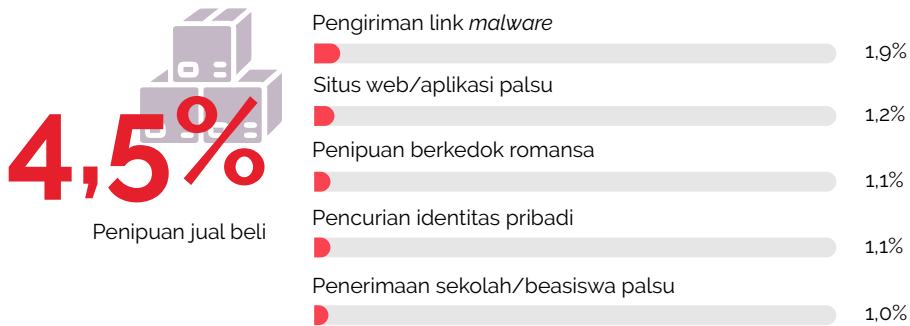 4,5%
Penipuan jual beli
Pengiriman link malware
1,9%
Situs web/aplikasi palsu
1,2%
Penipuan berkedok romansa
1,1%
Pencurian identitas pribadi
1,1%
Penerimaan sekolah/beasiswa palsu
1,0%